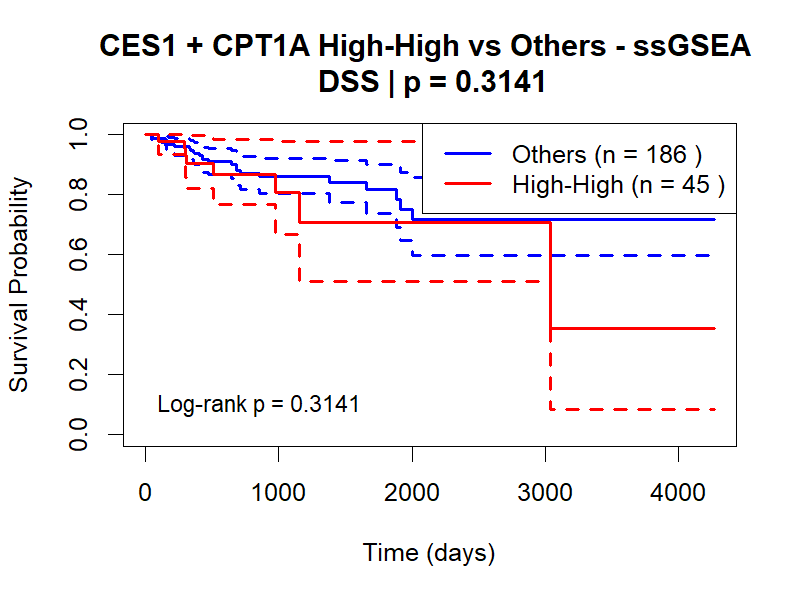 CES1 + CPT1A High-High vs Others - ssGSEA
DSS | p = 0.3141
Survival Probability
1.0
0.8
0.6
0.4
0.2
0.0
Others (n = 186 )
High-High (n = 45 )
Log-rank p = 0.3141
0 1000 2000 3000 4000
Time (days)